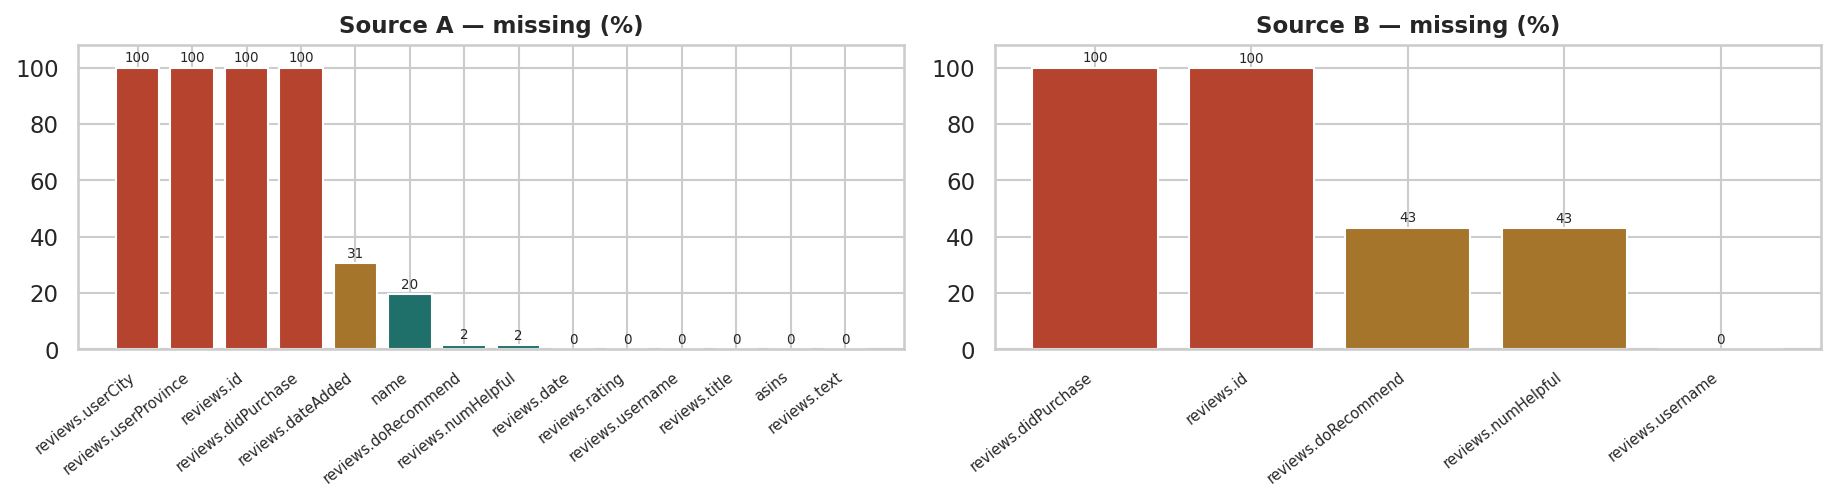 Source A — missing (%)
100 100 100 100
31
20
2 2 0 0 0 0 0 0
100
80
60
40
20
0
reviews.userCity
reviews.userProvince
reviews.id
reviews.didPurchase
reviews.dateAdded
name
reviews.doRecommend
reviews.numHelpful
reviews.date
reviews.rating
reviews.username
reviews.title
asins
reviews.text
Source B — missing (%)
100 100
43 43
0
100
80
60
40
20
0
reviews.didPurchase
reviews.id
reviews.doRecommend
reviews.numHelpful
reviews.username